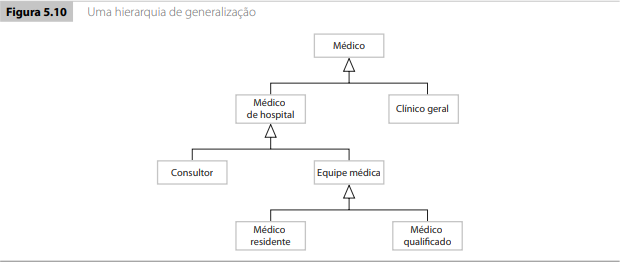 Figura 5.10 Uma hierarquia de generalização
Médico
Médico
de hospital
Clínico geral
Consultor
Equipe médica
Médico
residente
Médico
qualificado